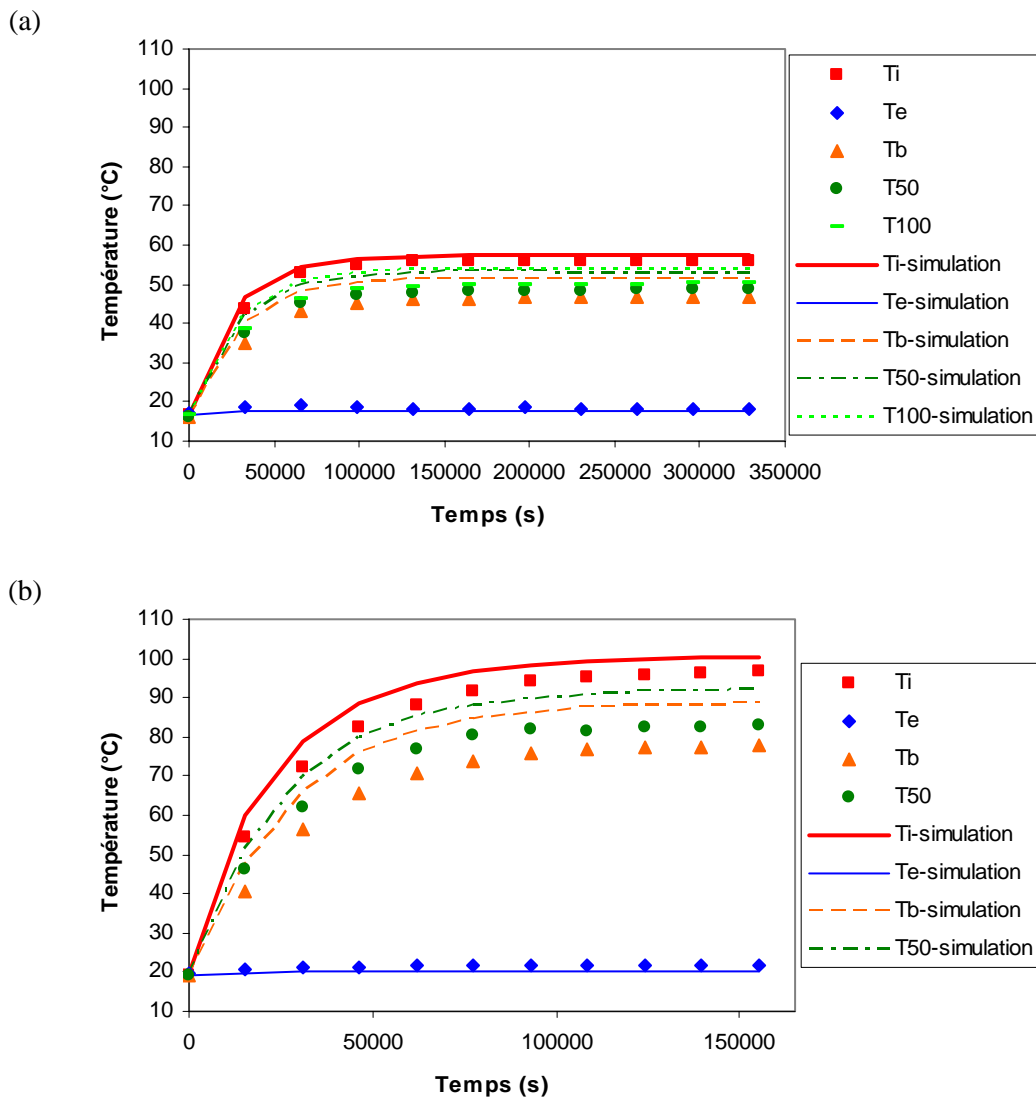 (a)
110
100
90
80
70
60
50
40
30
20
10
Température (°C)
0 50000 100000 150000 200000 250000 300000 350000
Temps (s)
Ti
Te
Tb
T50
T100
Ti-simulation
Te-simulation
Tb-simulation
T50-simulation
T100-simulation
(b)
110
100
90
80
70
60
50
40
30
20
10
Température (°C)
0 50000 100000 150000
Temps (s)
Ti
Te
Tb
T50
Ti-simulation
Te-simulation
Tb-simulation
T50-simulation